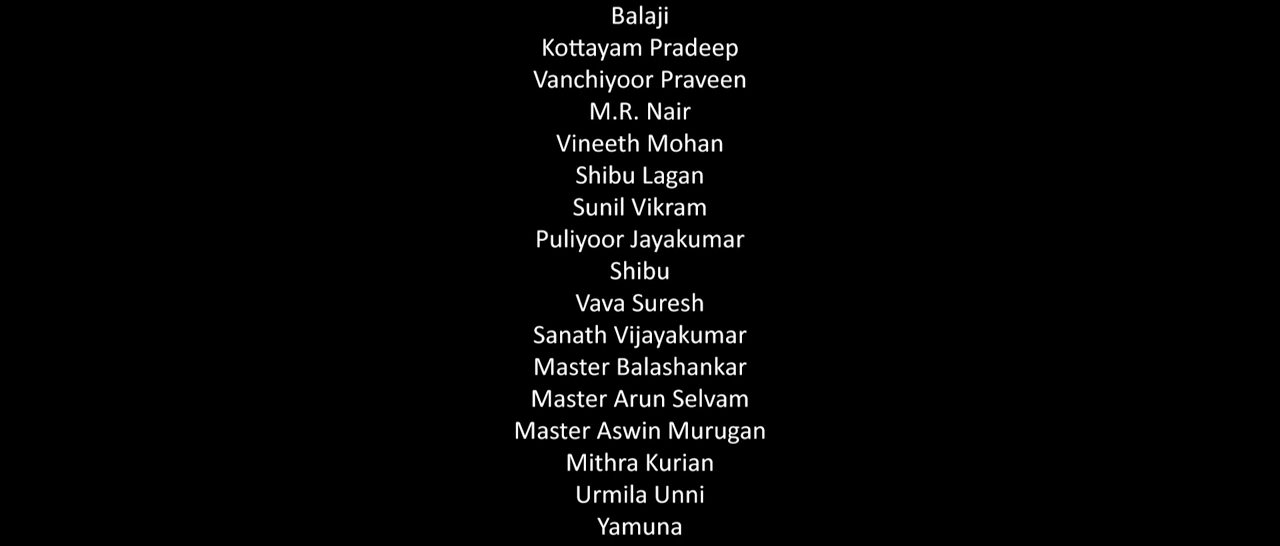 Balaji
Kottayam Pradeep
Vanchiyoor Praveen
M.R. Nair
Vineeth Mohan
Shibu Lagan
Sunil Vikram
Puliyoor Jayakumar
Shibu
Vava Suresh
Sanath Vijayakumar
Master Balashankar
Master Arun Selvam
Master Aswin Murugan
Mithra Kurian
Urmila Unni
Yamuna